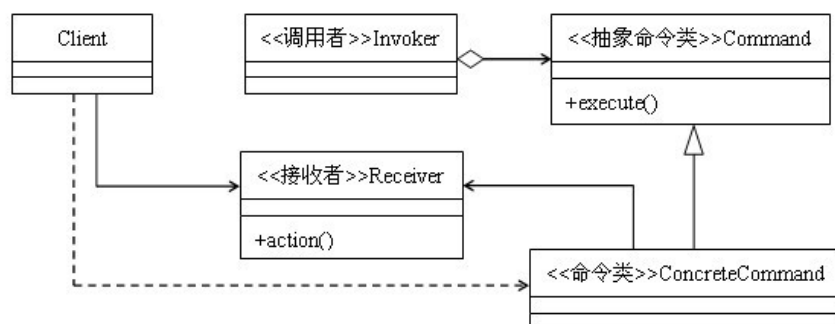 Client
<<调用者>>Invoker
<<抽象命令类>>Command
+execute()
<<接收者>>Receiver
+action()
<<命令类>>ConcreteCommand